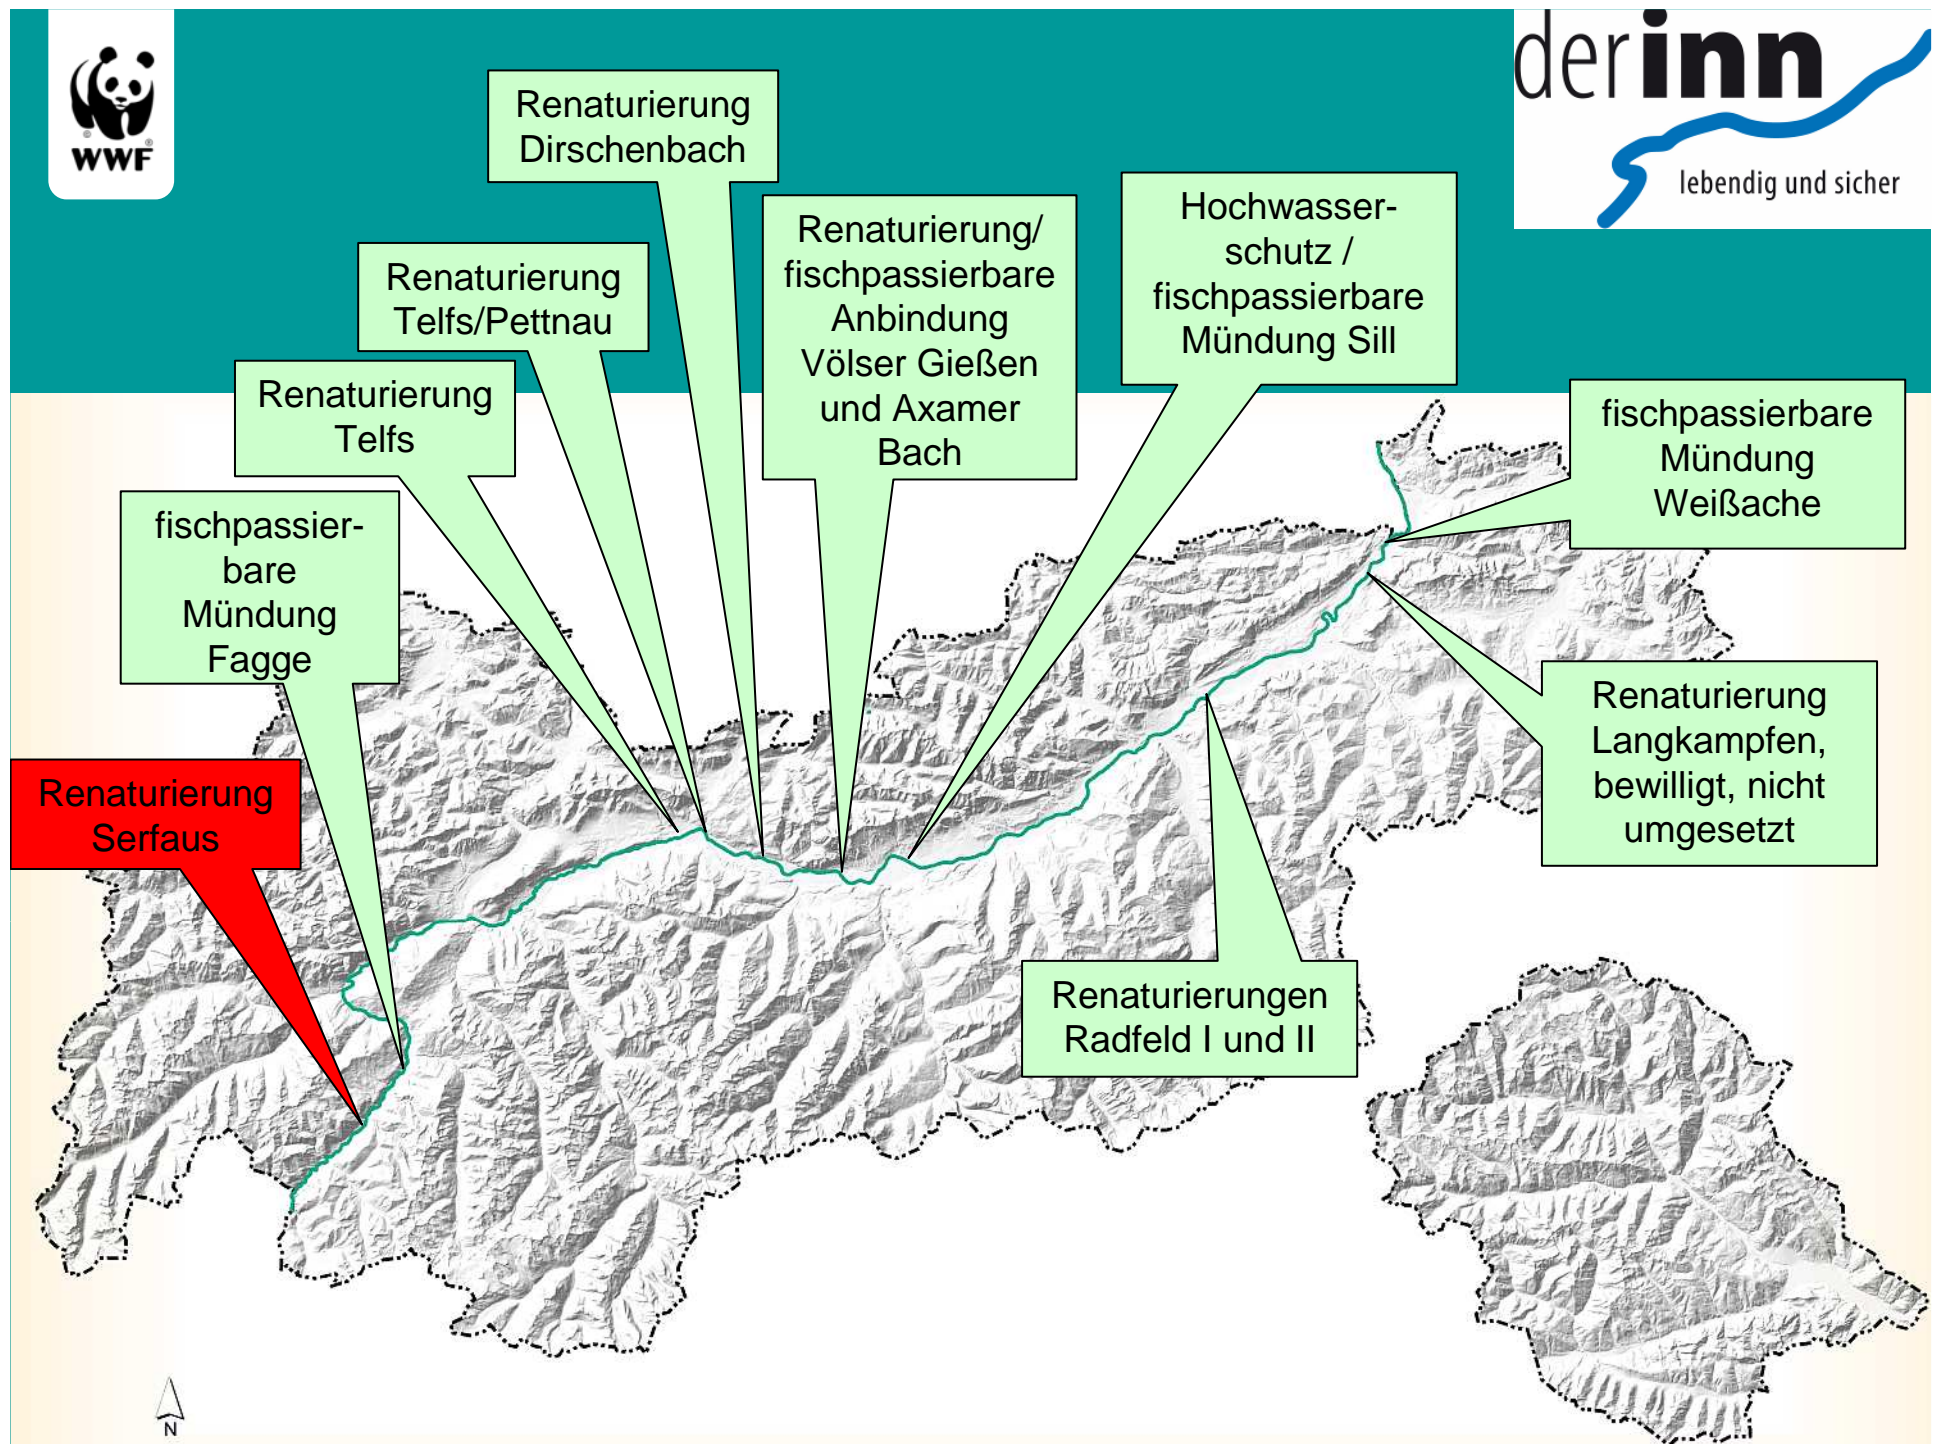 WWF
derinn
lebendig und sicher
Renaturierung
Dirschenbach
Renaturierung/
fischpassierbare
Anbindung
Völser Gießen
und Axamer
Bach
Hochwasser-
schutz /
fischpassierbare
Mündung Sill
Renaturierung
Telfs/Pettnau
Renaturierung
Telfs
fischpassierbare
Mündung
Weißache
fischpassier-
bare
Mündung
Fagge
Renaturierung
Langkampfen,
bewilligt, nicht
umgesetzt
Renaturierung
Serfaus
Renaturierungen
Radfeld I und II
N